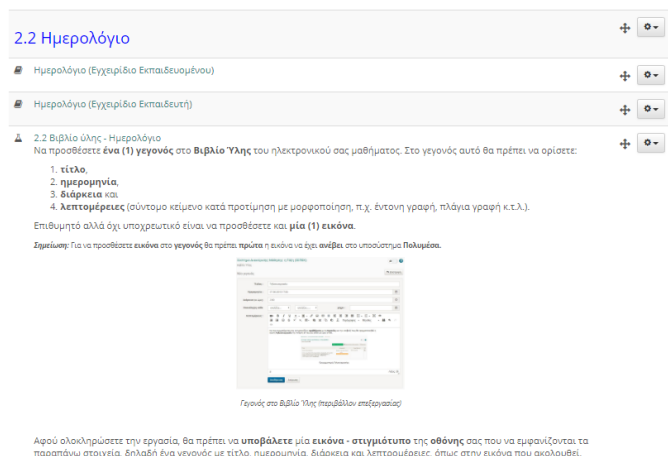 2.2 Ημερολόγιο
Ημερολόγιο (Εγχειρίδιο Εκπαιδευομένου)
Ημερολόγιο (Εγχειρίδιο Εκπαιδευτή)
2.2 Βιβλίο ύλης - Ημερολόγιο
Να προσθέσετε ένα (1) γεγονός στο Βιβλίο Ύλης του ηλεκτρονικού σας μαθήματος. Στο γεγονός αυτό θα πρέπει να ορίσετε:
1. τίτλο,
2. ημερομηνία,
3. διάρκεια και
4. λεπτομέρειες (σύντομο κείμενο κατά προτίμηση με μορφοποίηση, π.χ. έντονη γραφή, πλάγια γραφή κ.τ.λ.).
Επιθυμητό αλλά όχι υποχρεωτικό είναι να προσθέσετε και μία (1) εικόνα.
Σημείωση: Για να προσθέσετε εικόνα στο γεγονός θα πρέπει πρώτα η εικόνα να έχει ανέβει στο υποσύστημα Πολυμέσα.
Γεγονός στο Βιβλίο Ύλης (περιβάλλον επεξεργασίας)
Αφού ολοκληρώσετε την εργασία, θα πρέπει να υποβάλετε μία εικόνα - στιγμιότυπο της οθόνης σας που να εμφανίζονται τα
παραπάνω στοιχεία, δηλαδή ένα γεγονός με τίτλο, ημερομηνία, διάρκεια και λεπτομέρειες, όπως στην εικόνα που ακολουθεί.